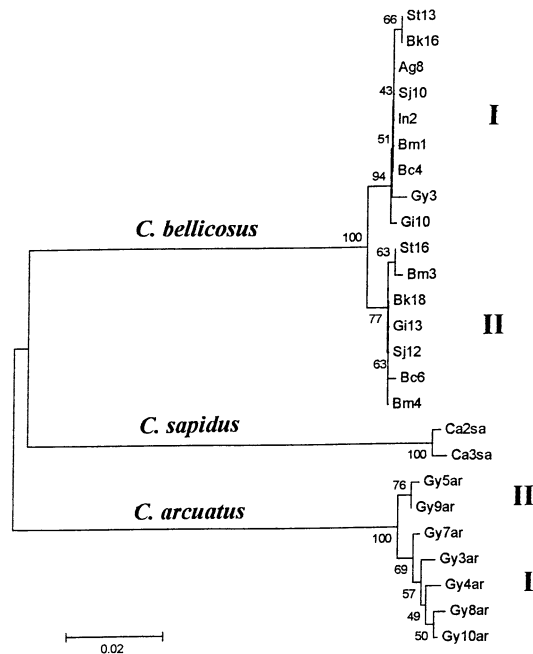 66
St13
Bk16
Ag8
43
Sj10
I
In2
51
Bm1
Bc4
94
Gy3
Gi10
C. bellicosus
100
St16
63
Bm3
Bk18
77
Gi13
II
Sj12
63
Bc6
Bm4
C. sapidus
Ca2sa
100
Ca3sa
76
Gy5ar
II
Gy9ar
C. arcuatus
100
Gy7ar
69
Gy3ar
57
Gy4ar
I
49
Gy8ar
50
Gy10ar
0.02